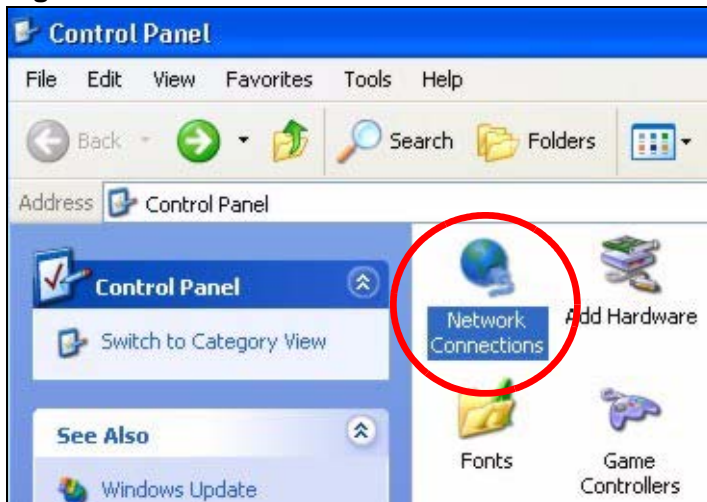 Control Panel
File Edit View Favorites Tools Help
Back Search Folders
Address Control Panel
Control Panel
Switch to Category View
See Also
Windows Update
Network
Connections
Add Hardware
Fonts
Game
Controllers